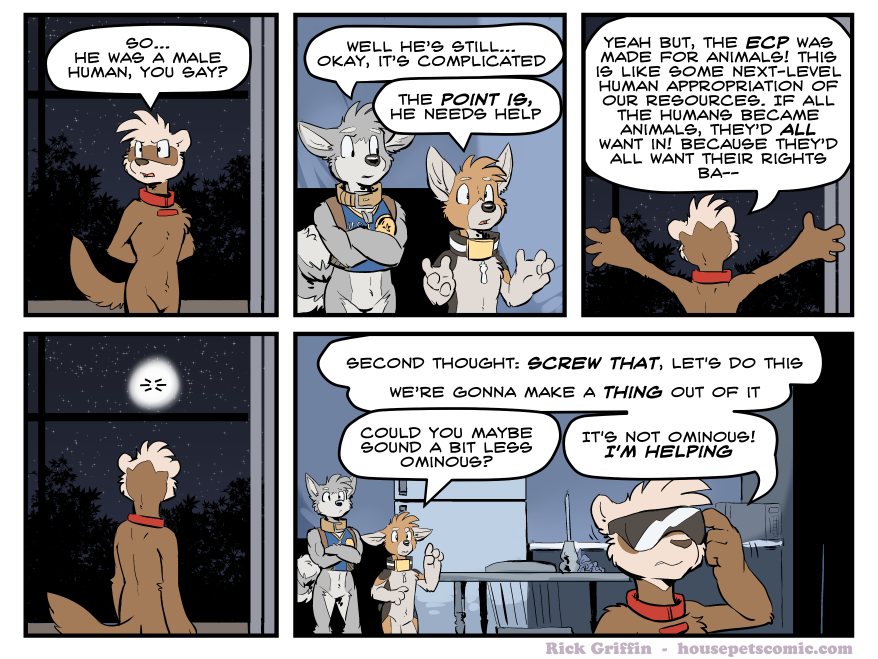 SO...
HE WAS A MALE
HUMAN, YOU SAY?
WELL HE'S STILL...
OKAY, IT'S COMPLICATED
THE POINT IS,
HE NEEDS HELP
YEAH BUT, THE ECP WAS
MADE FOR ANIMALS! THIS
IS LIKE SOME NEXT-LEVEL
HUMAN APPROPRIATION OF
OUR RESOURCES. IF ALL
THE HUMANS BECAME
ANIMALS, THEY'D ALL
WANT IN! BECAUSE THEY'D
ALL WANT THEIR RIGHTS
BA--
SECOND THOUGHT: SCREW THAT, LET'S DO THIS
WE'RE GONNA MAKE A THING OUT OF IT
COULD YOU MAYBE
SOUND A BIT LESS
OMINOUS?
IT'S NOT OMINOUS!
I'M HELPING
Rick Griffin - housepetscomic.com